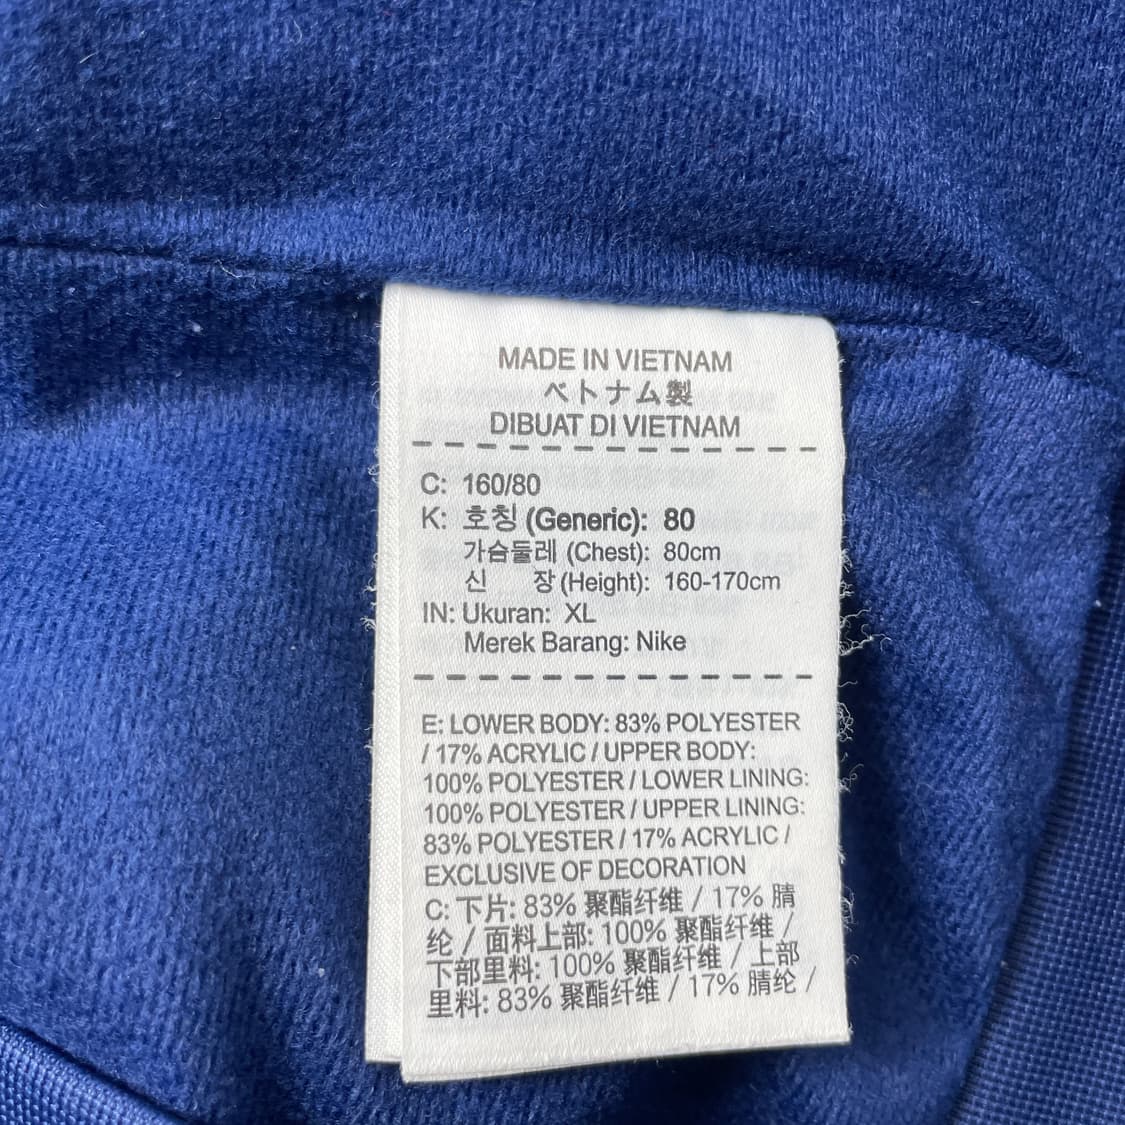 MADE IN VIETNAM
ベトナム製
DIBUAT DI VIETNAM
C: 160/80
K: 호칭 (Generic): 80
가슴둘레 (Chest): 80cm
신 장 (Height): 160-170cm
IN: Ukuran: XL
Merek Barang: Nike
E: LOWER BODY: 83% POLYESTER
/ 17% ACRYLIC / UPPER BODY:
100% POLYESTER / LOWER LINING:
100% POLYESTER / UPPER LINING:
83% POLYESTER / 17% ACRYLIC /
EXCLUSIVE OF DECORATION
C: 下片: 83% 聚酯纤维 / 17% 腈
纶 / 面料上部: 100% 聚酯纤维 /
下部里料: 100% 聚酯纤维 / 上部
里料: 83% 聚酯纤维 / 17% 腈纶 /